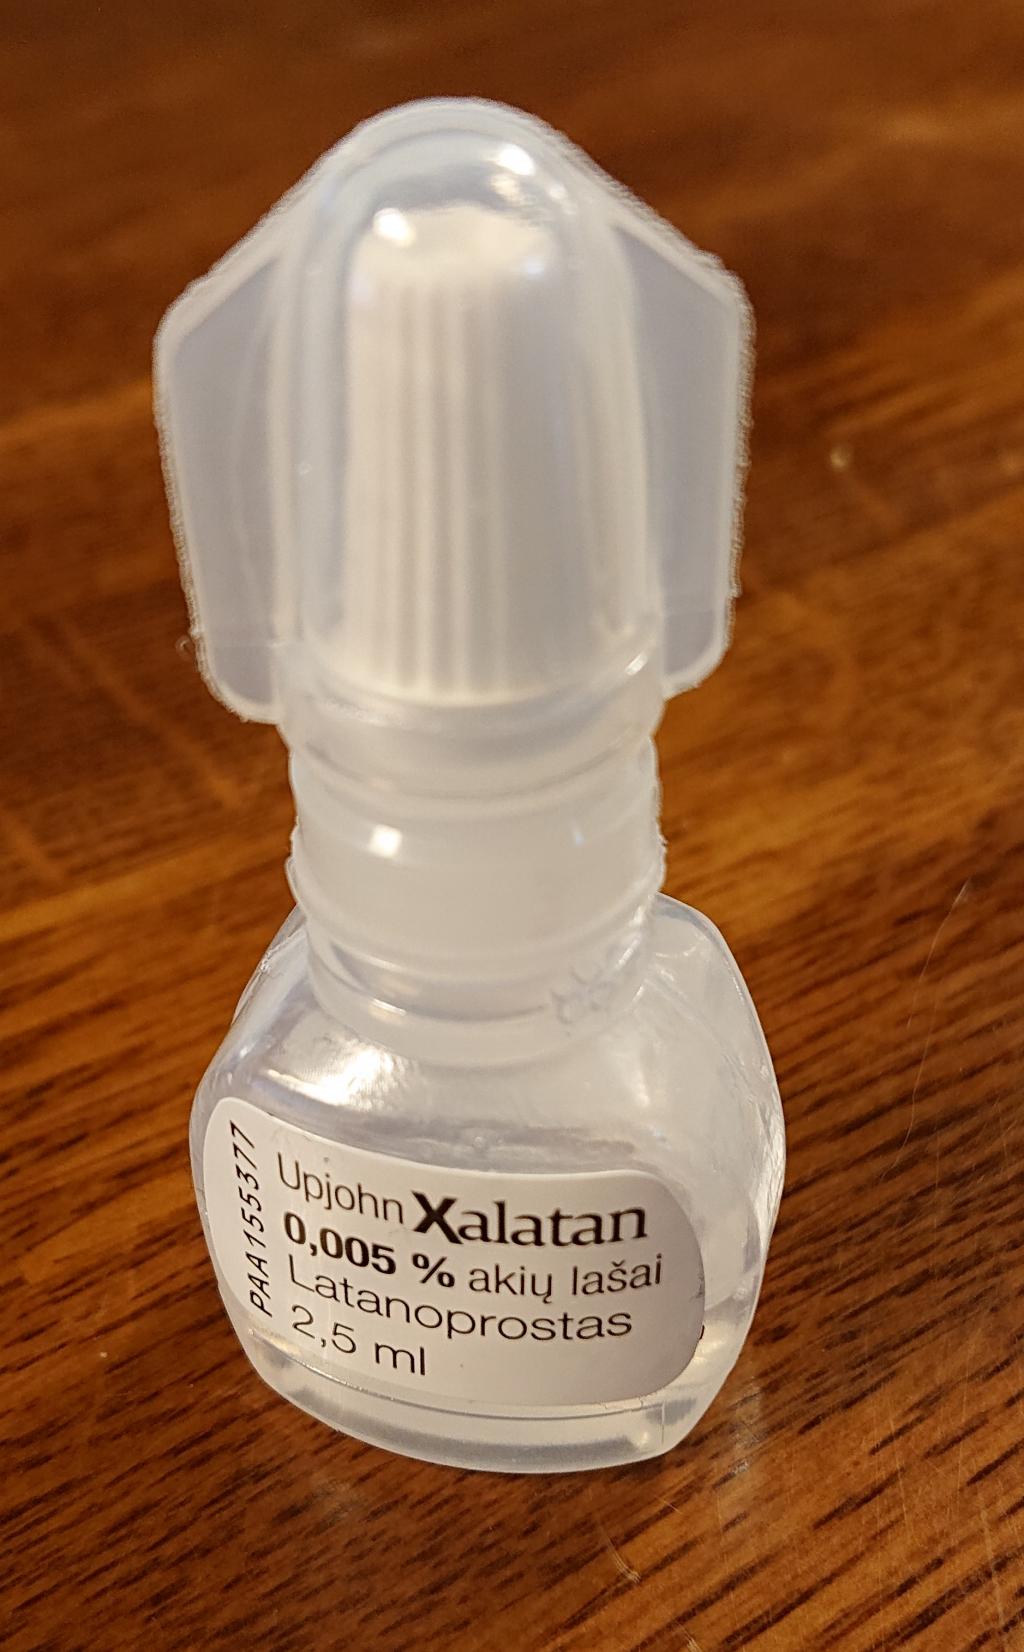 PAA155377
Upjohn Xalatan
0,005 % akių lašai
Latanoprostas
2,5 ml